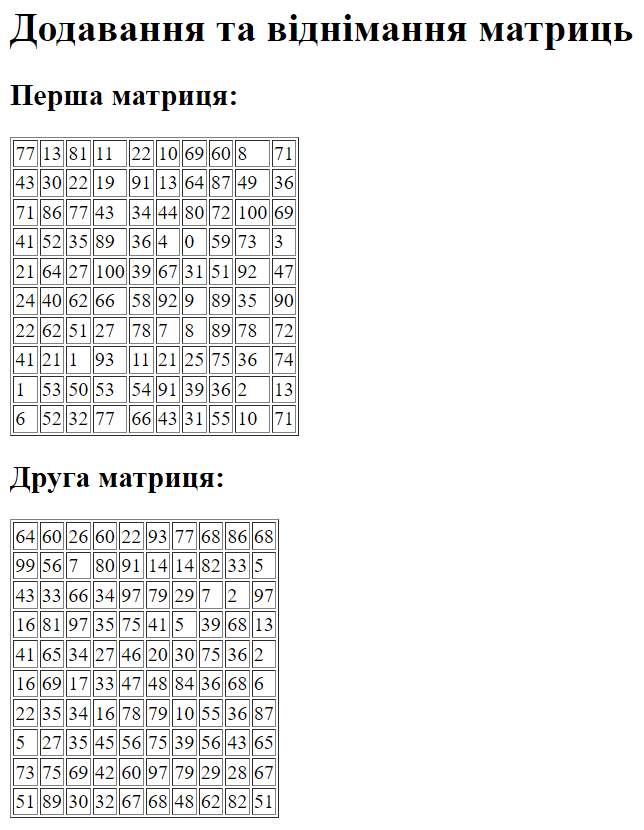 Додавання та віднімання матриць
Перша матриця:
77 13 81 11 22 10 69 60 8 71
43 30 22 19 91 13 64 87 49 36
71 86 77 43 34 44 80 72 100 69
41 52 35 89 36 4 0 59 73 3
21 64 27 100 39 67 31 51 92 47
24 40 62 66 58 92 9 89 35 90
22 62 51 27 78 7 8 89 78 72
41 21 1 93 11 21 25 75 36 74
1 53 50 53 54 91 39 36 2 13
6 52 32 77 66 43 31 55 10 71
Друга матриця:
64 60 26 60 22 93 77 68 86 68
99 56 7 80 91 14 14 82 33 5
43 33 66 34 97 79 29 7 2 97
16 81 97 35 75 41 5 39 68 13
41 65 34 27 46 20 30 75 36 2
16 69 17 33 47 48 84 36 68 6
22 35 34 16 78 79 10 55 36 87
5 27 35 45 56 75 39 56 43 65
73 75 69 42 60 97 79 29 28 67
51 89 30 32 67 68 48 62 82 51